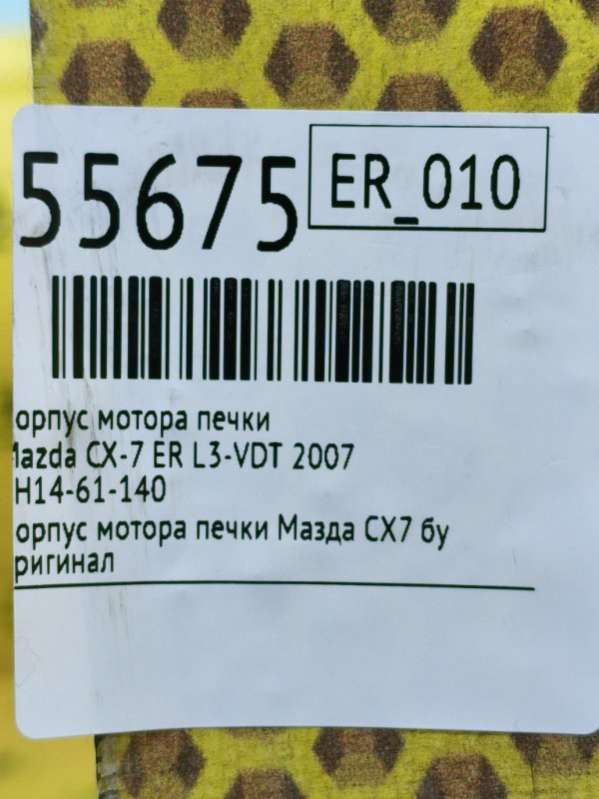 55675
ER_010
орпус мотора печки
Mazda CX-7 ER L3-VDT 2007
H14-61-140
орпус мотора печки Мазда CX7 бу
ригинал